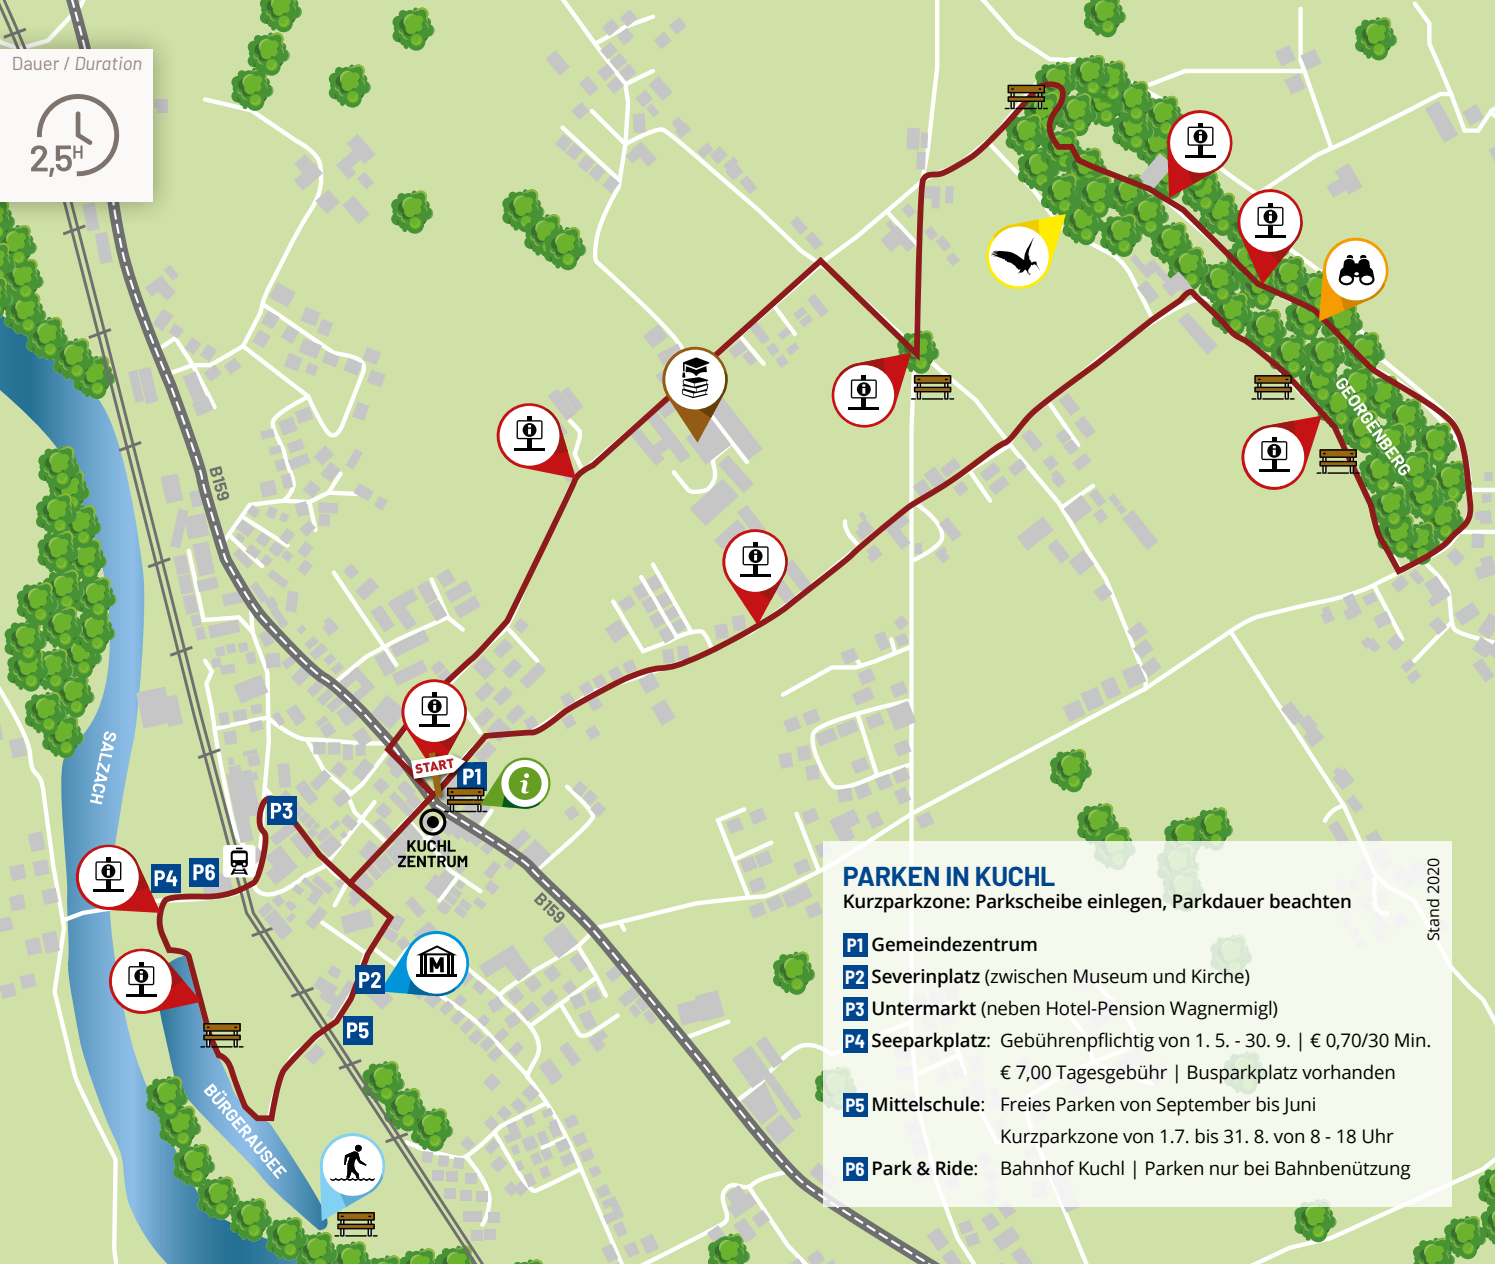 Dauer / Duration
2,5H
B159
GEORGENBERG
SALZACH
START
P1
i
P3
KUCHL
ZENTRUM
P4
P6
B159
M
P2
P5
BÜRGERAUSEE
PARKEN IN KUCHL
Kurzparkzone: Parkscheibe einlegen, Parkdauer beachten
Stand 2020
P1 Gemeindezentrum
P2 Severinplatz (zwischen Museum und Kirche)
P3 Untermarkt (neben Hotel-Pension Wagnermigl)
P4 Seeparkplatz: Gebührenpflichtig von 1. 5. - 30. 9. | € 0,70/30 Min.
€ 7,00 Tagesgebühr | Busparkplatz vorhanden
P5 Mittelschule: Freies Parken von September bis Juni
Kurzparkzone von 1.7. bis 31. 8. von 8 - 18 Uhr
P6 Park & Ride: Bahnhof Kuchl | Parken nur bei Bahnbenützung